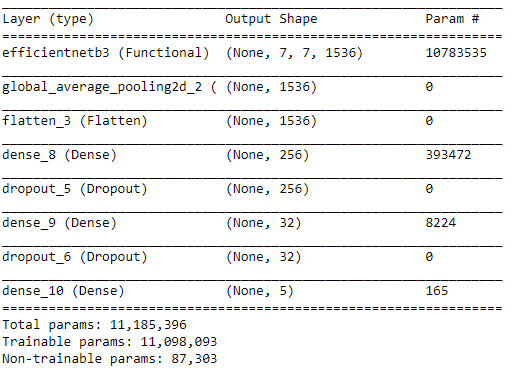 Layer (type) Output Shape Param #
=================================================================
efficientnetb3 (Functional) (None, 7, 7, 1536) 10783535
_________________________________________________________________
global_average_pooling2d_2 ( (None, 1536) 0
_________________________________________________________________
flatten_3 (Flatten) (None, 1536) 0
_________________________________________________________________
dense_8 (Dense) (None, 256) 393472
_________________________________________________________________
dropout_5 (Dropout) (None, 256) 0
_________________________________________________________________
dense_9 (Dense) (None, 32) 8224
_________________________________________________________________
dropout_6 (Dropout) (None, 32) 0
_________________________________________________________________
dense_10 (Dense) (None, 5) 165
=================================================================
Total params: 11,185,396
Trainable params: 11,098,093
Non-trainable params: 87,303